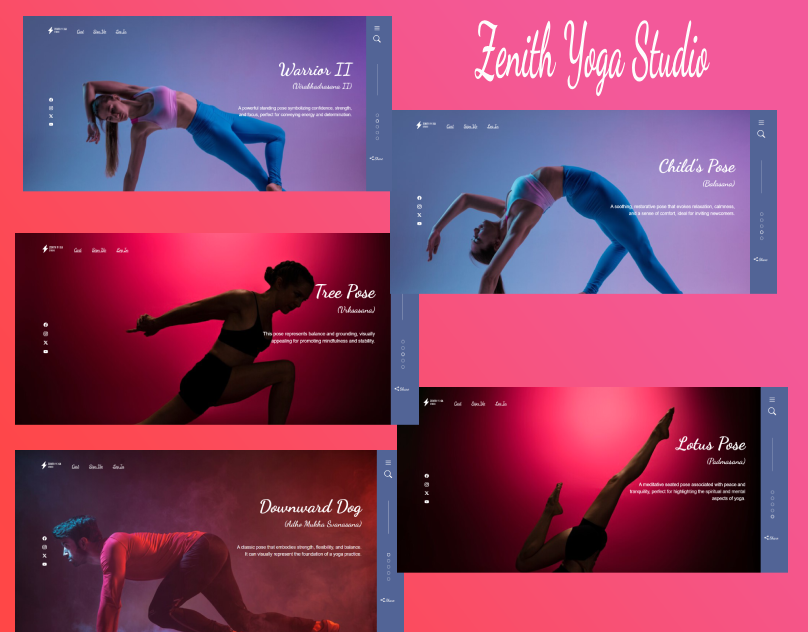 Zenith Yoga Studio
Warrior II
(Virabhadrasana II)
A powerful standing pose symbolizing confidence, strength,
and focus, perfect for conveying energy and determination.
Share
Child's Pose
(Balasana)
A soothing, restorative pose that evokes relaxation, calmness,
and a sense of comfort, ideal for inviting newcomers.
Share
Tree Pose
(Vrksasana)
This pose represents balance and grounding, visually
appealing for promoting mindfulness and stability.
Share
Lotus Pose
(Padmasana)
A meditative seated pose associated with peace and
tranquility, perfect for highlighting the spiritual and mental
aspects of yoga.
Share
Downward Dog
(Adho Mukha Svanasana)
A classic pose that embodies strength, flexibility, and balance.
It can visually represent the foundation of a yoga practice.
Share